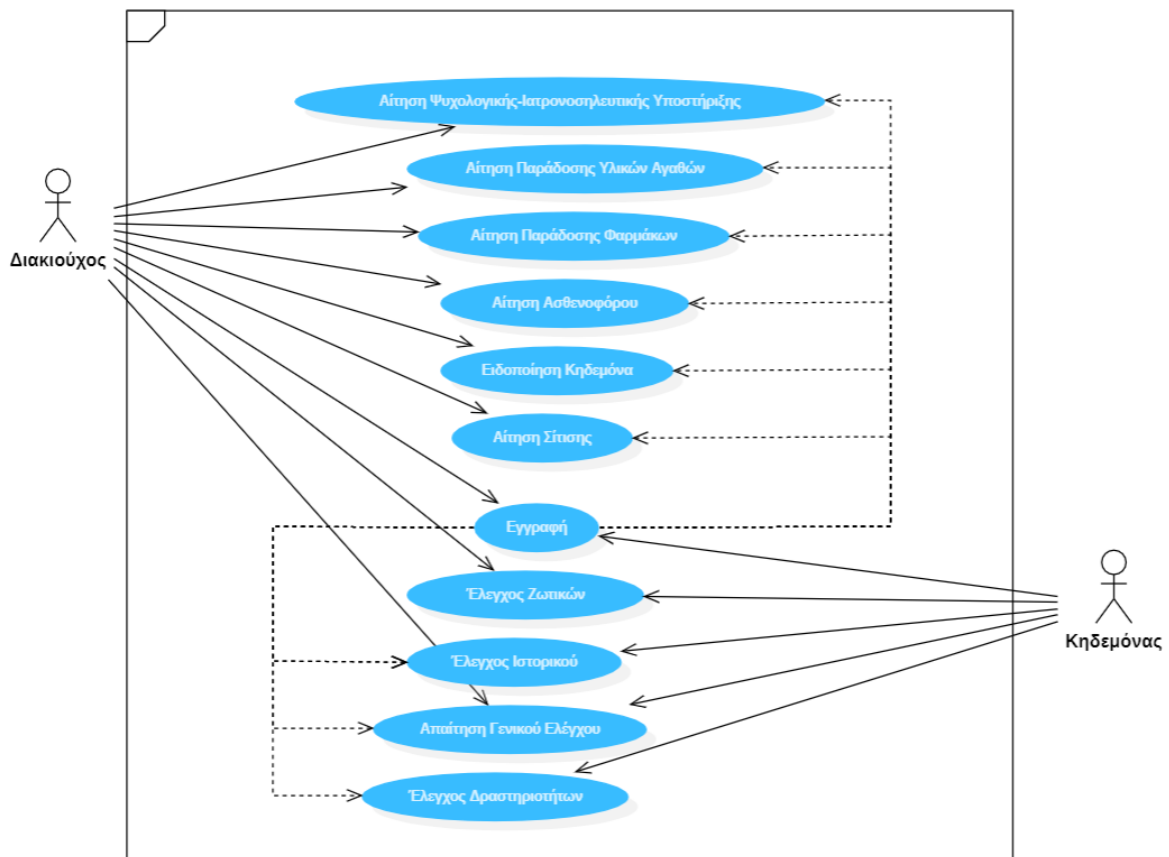 Αίτηση Ψυχολογικής-Ιατρονοσηλευτικής Υποστήριξης
Αίτηση Παράδοσης Υλικών Αγαθών
Αίτηση Παράδοσης Φαρμάκων
Διακιούχος
Αίτηση Ασθενοφόρου
Ειδοποίηση Κηδεμόνα
Αίτηση Σίτισης
Εγγραφή
Έλεγχος Ζωτικών
Κηδεμόνας
Έλεγχος Ιστορικού
Απαίτηση Γενικού Ελέγχου
Έλεγχος Δραστηριοτήτων